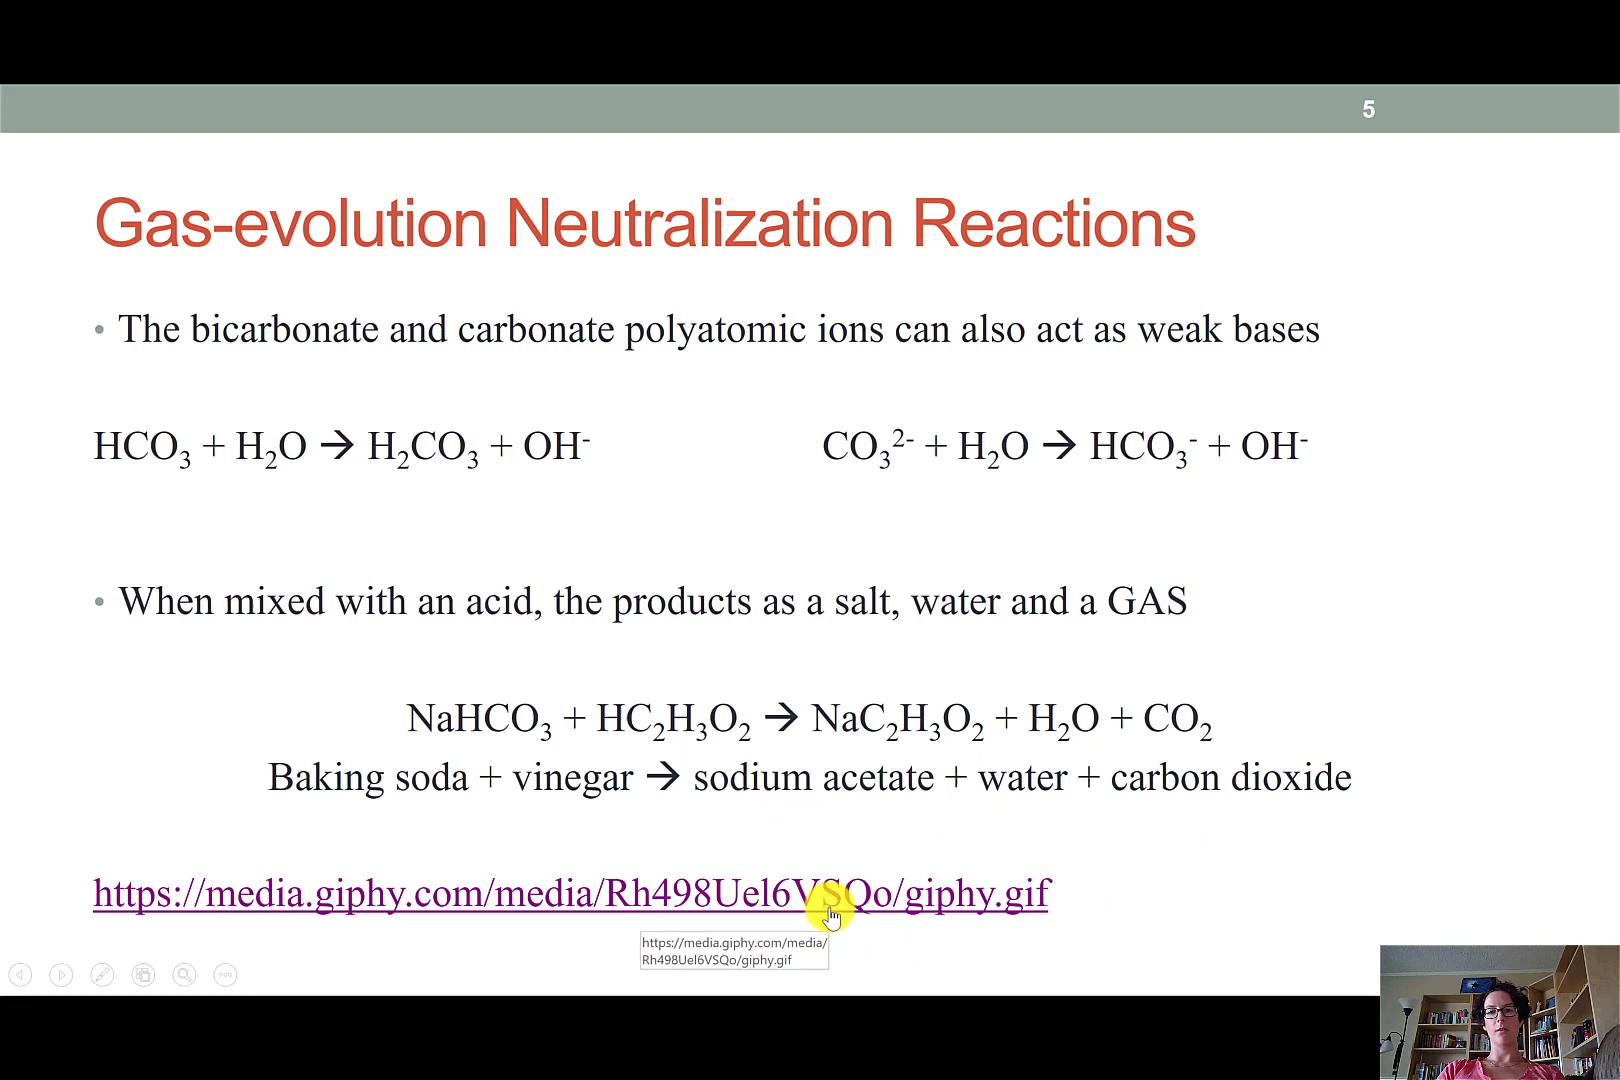 5
Gas-evolution Neutralization Reactions
• The bicarbonate and carbonate polyatomic ions can also act as weak bases
HCO₃ + H₂O → H₂CO₃ + OH⁻
CO₃²⁻ + H₂O → HCO₃⁻ + OH⁻
• When mixed with an acid, the products as a salt, water and a GAS
NaHCO₃ + HC₂H₃O₂ → NaC₂H₃O₂ + H₂O + CO₂
Baking soda + vinegar → sodium acetate + water + carbon dioxide
https://media.giphy.com/media/Rh498Uel6VSQo/giphy.gif
https://media.giphy.com/media/
Rh498Uel6VSQo/giphy.gif